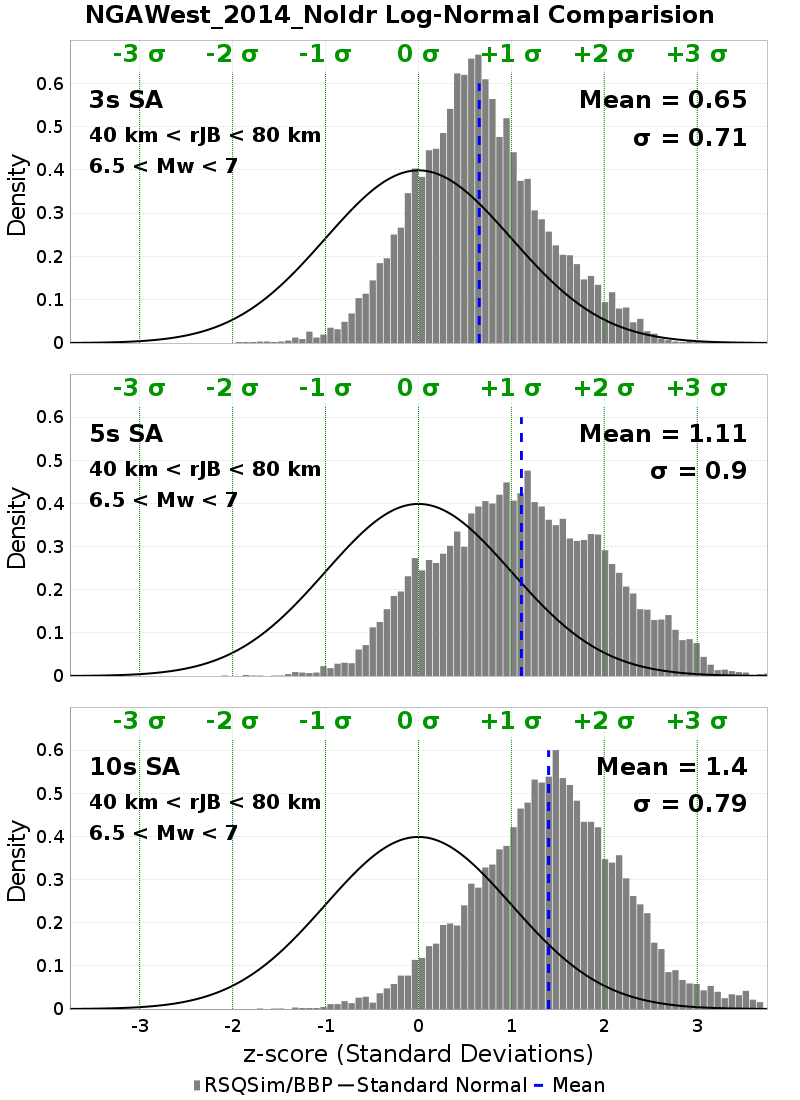 NGAWest_2014_NoIdr Log-Normal Comparision
-3 σ -2 σ -1 σ 0 σ +1 σ +2 σ +3 σ
3s SA
Mean = 0.65
40 km < rJB < 80 km
σ = 0.71
6.5 < Mw < 7
Density
0.6
0.5
0.4
0.3
0.2
0.1
0
-3 σ -2 σ -1 σ 0 σ +1 σ +2 σ +3 σ
5s SA
Mean = 1.11
40 km < rJB < 80 km
σ = 0.9
6.5 < Mw < 7
Density
0.6
0.5
0.4
0.3
0.2
0.1
0
-3 σ -2 σ -1 σ 0 σ +1 σ +2 σ +3 σ
10s SA
Mean = 1.4
40 km < rJB < 80 km
σ = 0.79
6.5 < Mw < 7
Density
0.6
0.5
0.4
0.3
0.2
0.1
0
-3 -2 -1 0 1 2 3
z-score (Standard Deviations)
RSQSim/BBP Standard Normal Mean